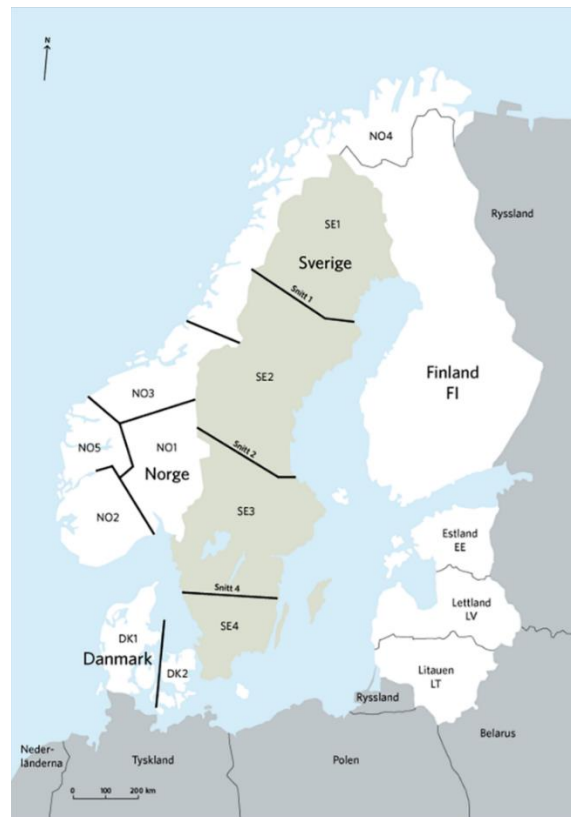 N
NO4
Ryssland
SE1
Sverige
Snitt 1
SE2
Finland
FI
NO3
NO5
NO1
Norge
Snitt 2
NO2
SE3
Estland
EE
Snitt 4
Lettland
LV
SE4
DK1
Danmark
DK2
Litauen
LT
Ryssland
Belarus
Neder-
länderna
Tyskland
Polen
0 100 200 km